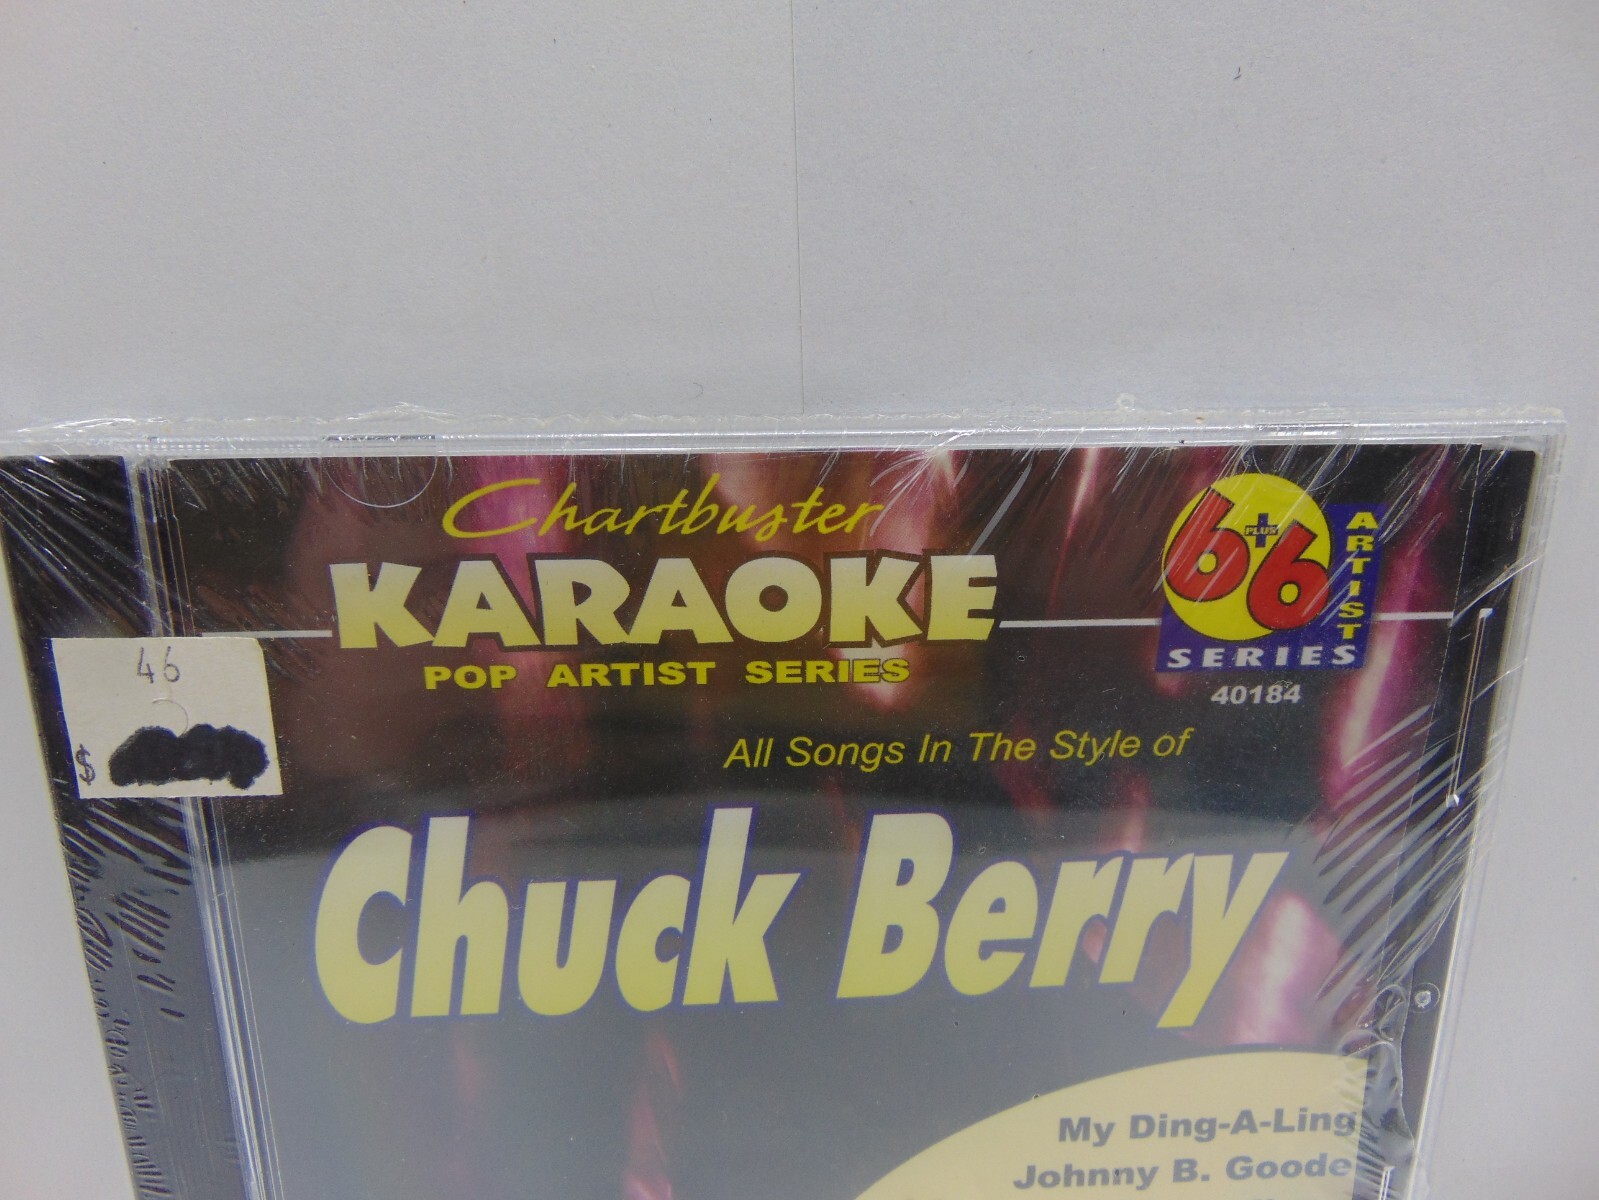 Chartbuster
KARAOKE
POP ARTIST SERIES
6 PLUS 6
ARTIST
SERIES
40184
46
$
All Songs In The Style of
Chuck Berry
My Ding-A-Ling
Johnny B. Goode